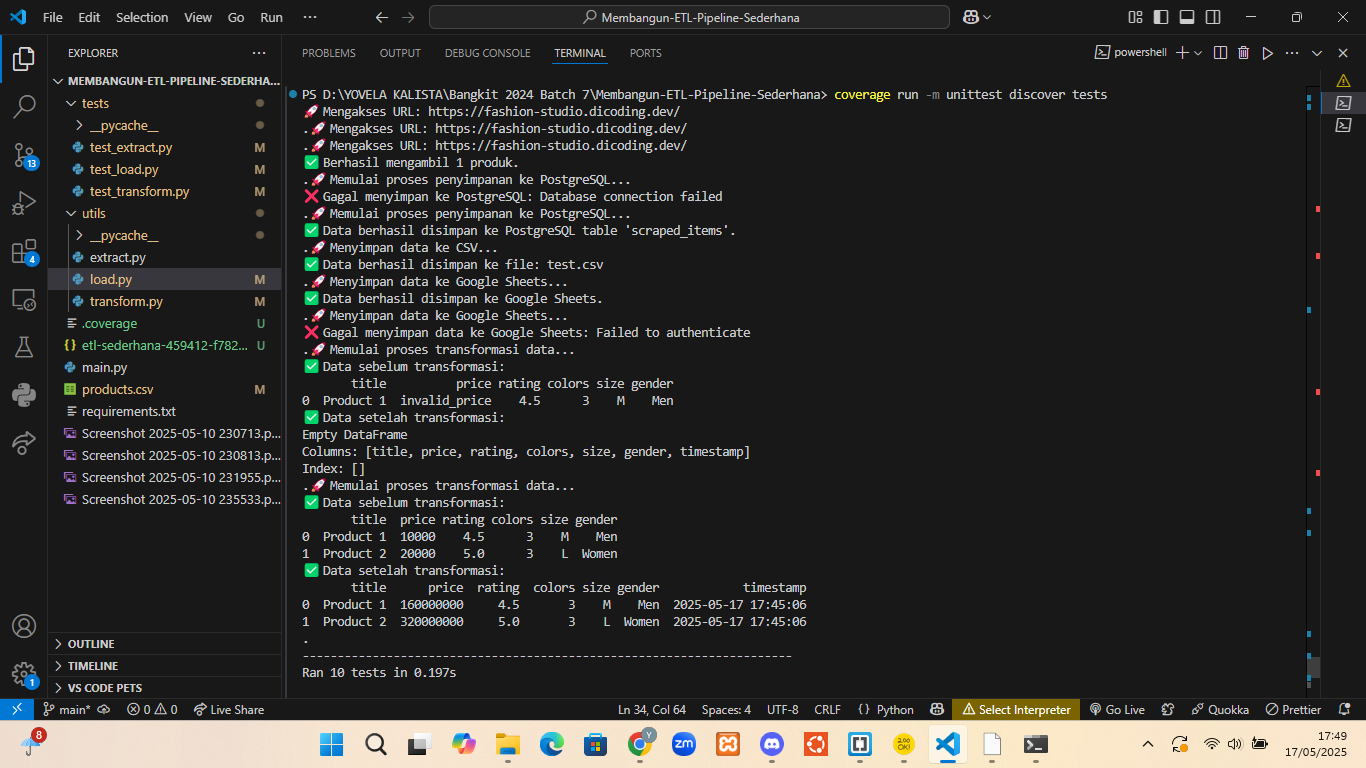 File Edit Selection View Go Run ··· Membangun-ETL-Pipeline-Sederhana
EXPLORER ···
MEMBANGUN-ETL-PIPELINE-SEDERHA...
tests
__pycache__
test_extract.py M
test_load.py M
test_transform.py M
utils
__pycache__
extract.py
load.py M
transform.py M
.coverage U
{} etl-sederhana-459412-f782... U
main.py
products.csv M
requirements.txt
Screenshot 2025-05-10 230713.p...
Screenshot 2025-05-10 230813.p...
Screenshot 2025-05-10 231955.p...
Screenshot 2025-05-10 235533.p...
OUTLINE
TIMELINE
VS CODE PETS
13
4
1
PROBLEMS OUTPUT DEBUG CONSOLE TERMINAL PORTS powershell
PS D:\YOVELA KALISTA\Bangkit 2024 Batch 7\Membangun-ETL-Pipeline-Sederhana> coverage run -m unittest discover tests
🚀 Mengakses URL: https://fashion-studio.dicoding.dev/
.🚀 Mengakses URL: https://fashion-studio.dicoding.dev/
.🚀 Mengakses URL: https://fashion-studio.dicoding.dev/
✅ Berhasil mengambil 1 produk.
.🚀 Memulai proses penyimpanan ke PostgreSQL...
❌ Gagal menyimpan ke PostgreSQL: Database connection failed
.🚀 Memulai proses penyimpanan ke PostgreSQL...
✅ Data berhasil disimpan ke PostgreSQL table 'scraped_items'.
.🚀 Menyimpan data ke CSV...
✅ Data berhasil disimpan ke file: test.csv
.🚀 Menyimpan data ke Google Sheets...
✅ Data berhasil disimpan ke Google Sheets.
.🚀 Menyimpan data ke Google Sheets...
❌ Gagal menyimpan data ke Google Sheets: Failed to authenticate
.🚀 Memulai proses transformasi data...
✅ Data sebelum transformasi:
title price rating colors size gender
0 Product 1 invalid_price 4.5 3 M Men
✅ Data setelah transformasi:
Empty DataFrame
Columns: [title, price, rating, colors, size, gender, timestamp]
Index: []
.🚀 Memulai proses transformasi data...
✅ Data sebelum transformasi:
title price rating colors size gender
0 Product 1 10000 4.5 3 M Men
1 Product 2 20000 5.0 3 L Women
✅ Data setelah transformasi:
title price rating colors size gender timestamp
0 Product 1 160000000 4.5 3 M Men 2025-05-17 17:45:06
1 Product 2 320000000 5.0 3 L Women 2025-05-17 17:45:06
.
----------------------------------------------------------------------
Ran 10 tests in 0.197s
main* 0 0 Live Share Ln 34, Col 64 Spaces: 4 UTF-8 CRLF {} Python Select Interpreter Go Live Quokka Prettier
8 zm Y 2.00 OK! 17:49
17/05/2025